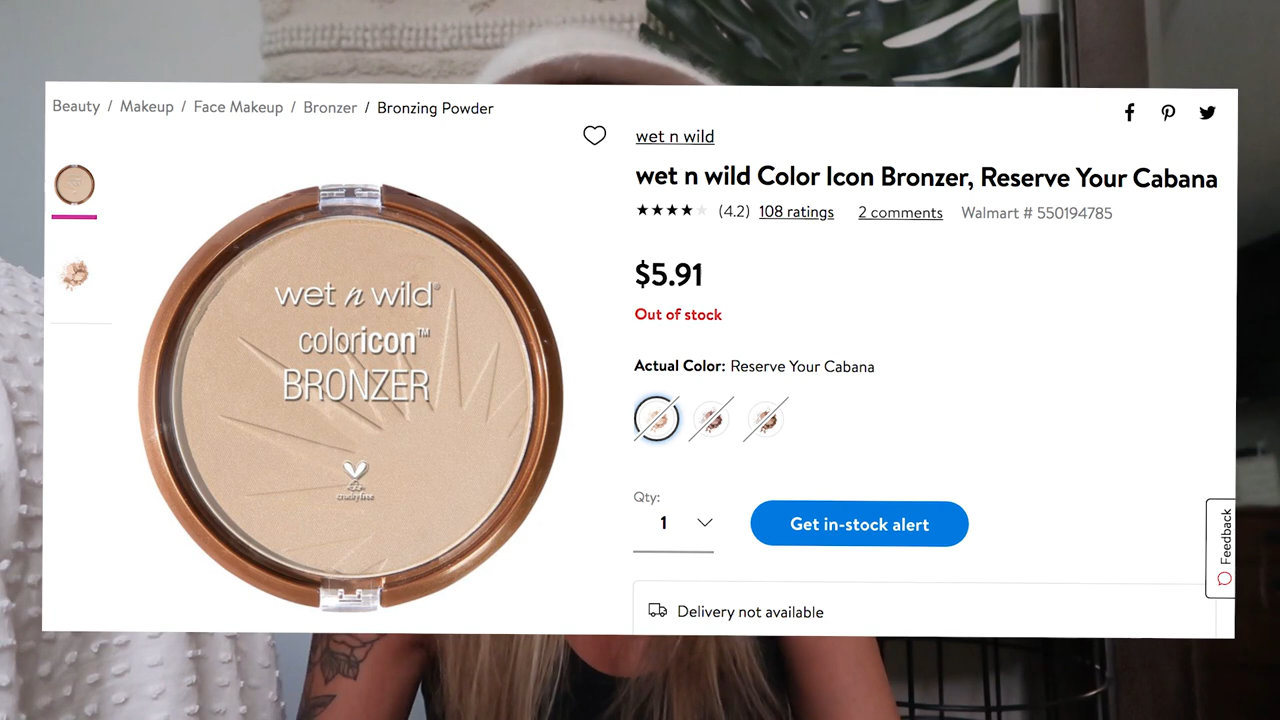 Beauty / Makeup / Face Makeup / Bronzer / Bronzing Powder
wet n wild®
coloricon™
BRONZER
crueltyfree
wet n wild
wet n wild Color Icon Bronzer, Reserve Your Cabana
(4.2) 108 ratings 2 comments Walmart # 550194785
$5.91
Out of stock
Actual Color: Reserve Your Cabana
Qty:
1
Get in-stock alert
Feedback
Delivery not available